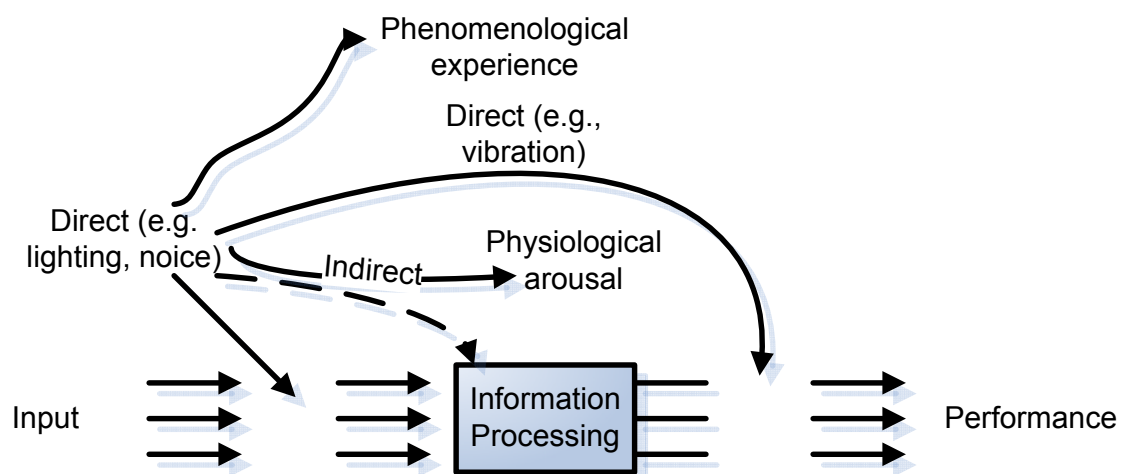 Phenomenological
experience
Direct (e.g.,
vibration)
Direct (e.g.
lighting, noice)
Physiological
arousal
Indirect
Input
Information
Processing
Performance